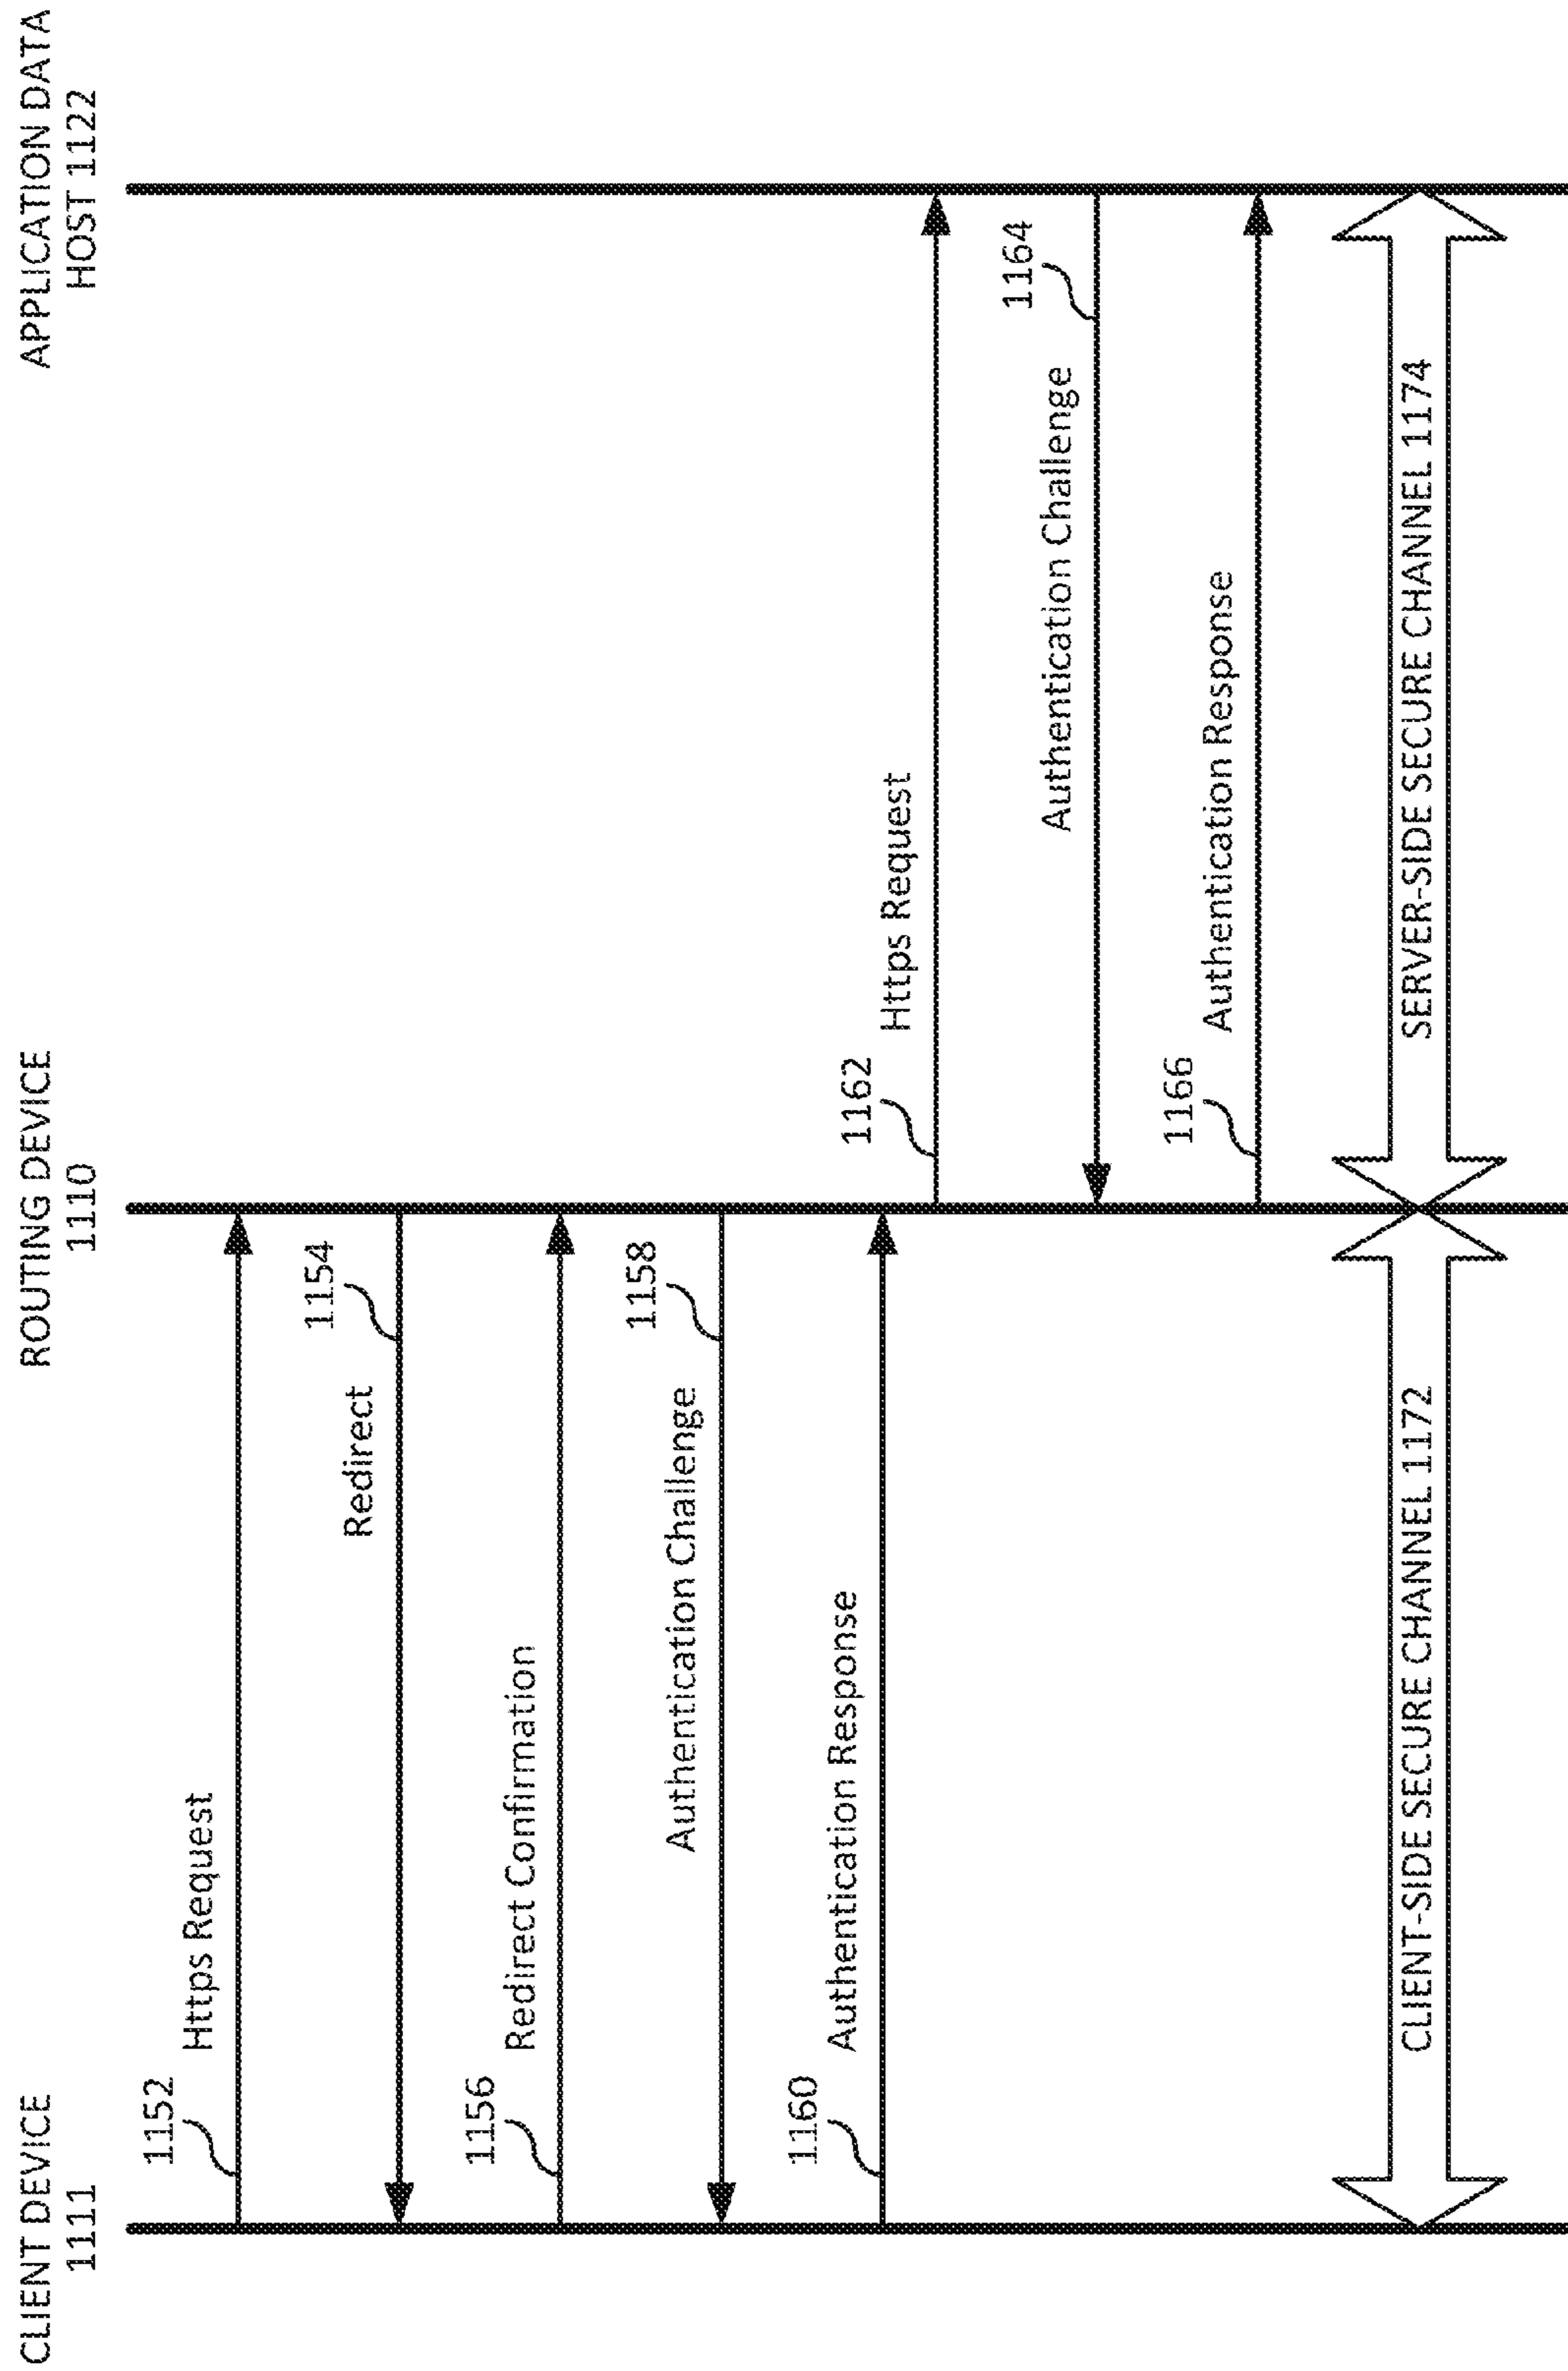 CLIENT DEVICE
1111
ROUTING DEVICE
1110
APPLICATION DATA
HOST 1122
1152
Https Request
1154
Redirect
1156
Redirect Confirmation
1158
Authentication Challenge
1160
Authentication Response
1162
Https Request
1164
Authentication Challenge
1166
Authentication Response
CLIENT-SIDE SECURE CHANNEL 1172
SERVER-SIDE SECURE CHANNEL 1174